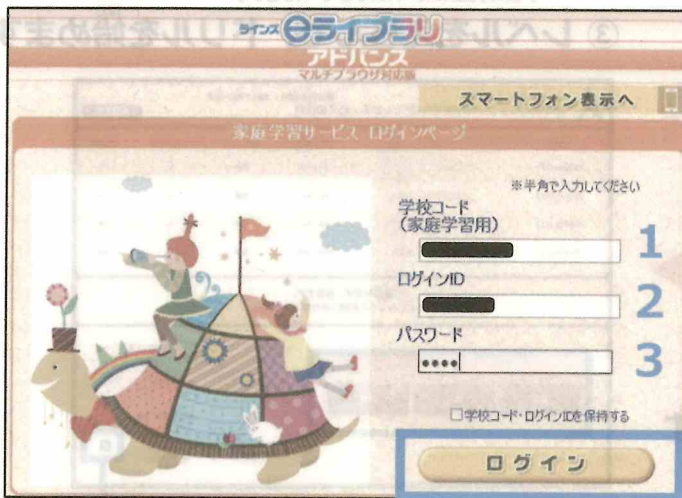 ラインズ eライブラリ
アドバンス
マルチブラウザ対応版
スマートフォン表示へ
家庭学習サービス ログインページ
※半角で入力してください
学校コード
(家庭学習用)
1
ログインID
2
パスワード
••••
3
□学校コード・ログインIDを保持する
ログイン